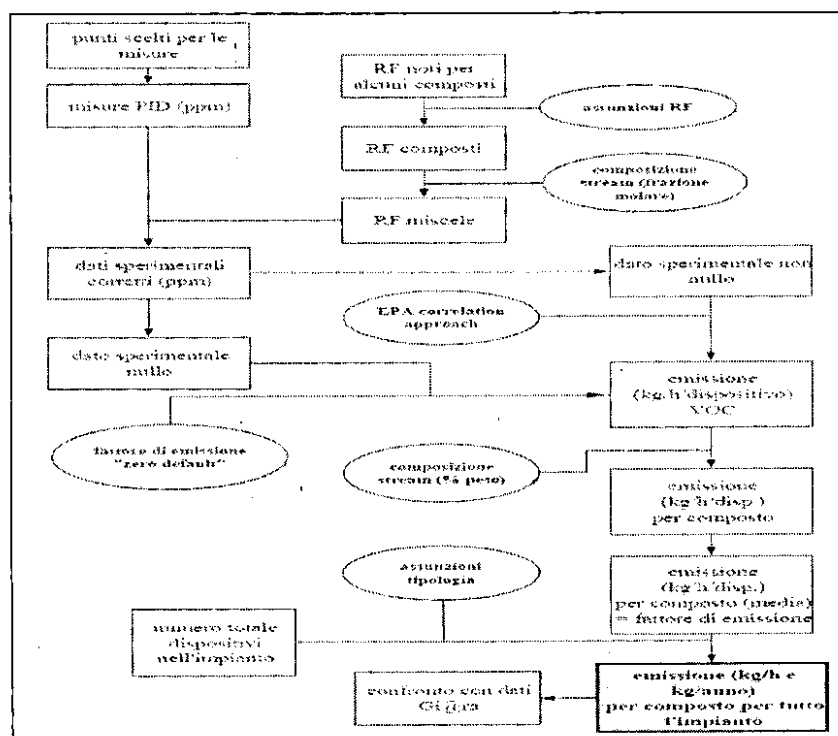 punti scelti per le
misure
misure PID (ppm)
RF noti per
alcuni composti
assunzioni RF
RF composti
composizione
stream (frazione
molare)
RF miscele
dati sperimentali
corretti (ppm)
dato sperimentale non
nullo
EPA correlation
approach
dato sperimentale
nullo
emissione
(kg/h/dispositivo)
VOC
fattore di emissione
"zero default"
composizione
stream (% peso)
emissione
(kg/h/disp.)
per composto
assunzioni
tipologia
emissione
(kg/h/disp.)
per composto (media)
= fattore di emissione
numero totale
dispositivi
nell'impianto
confronto con dati
emissione (kg/h e
kg/anno)
per composto per tutto
l'impianto